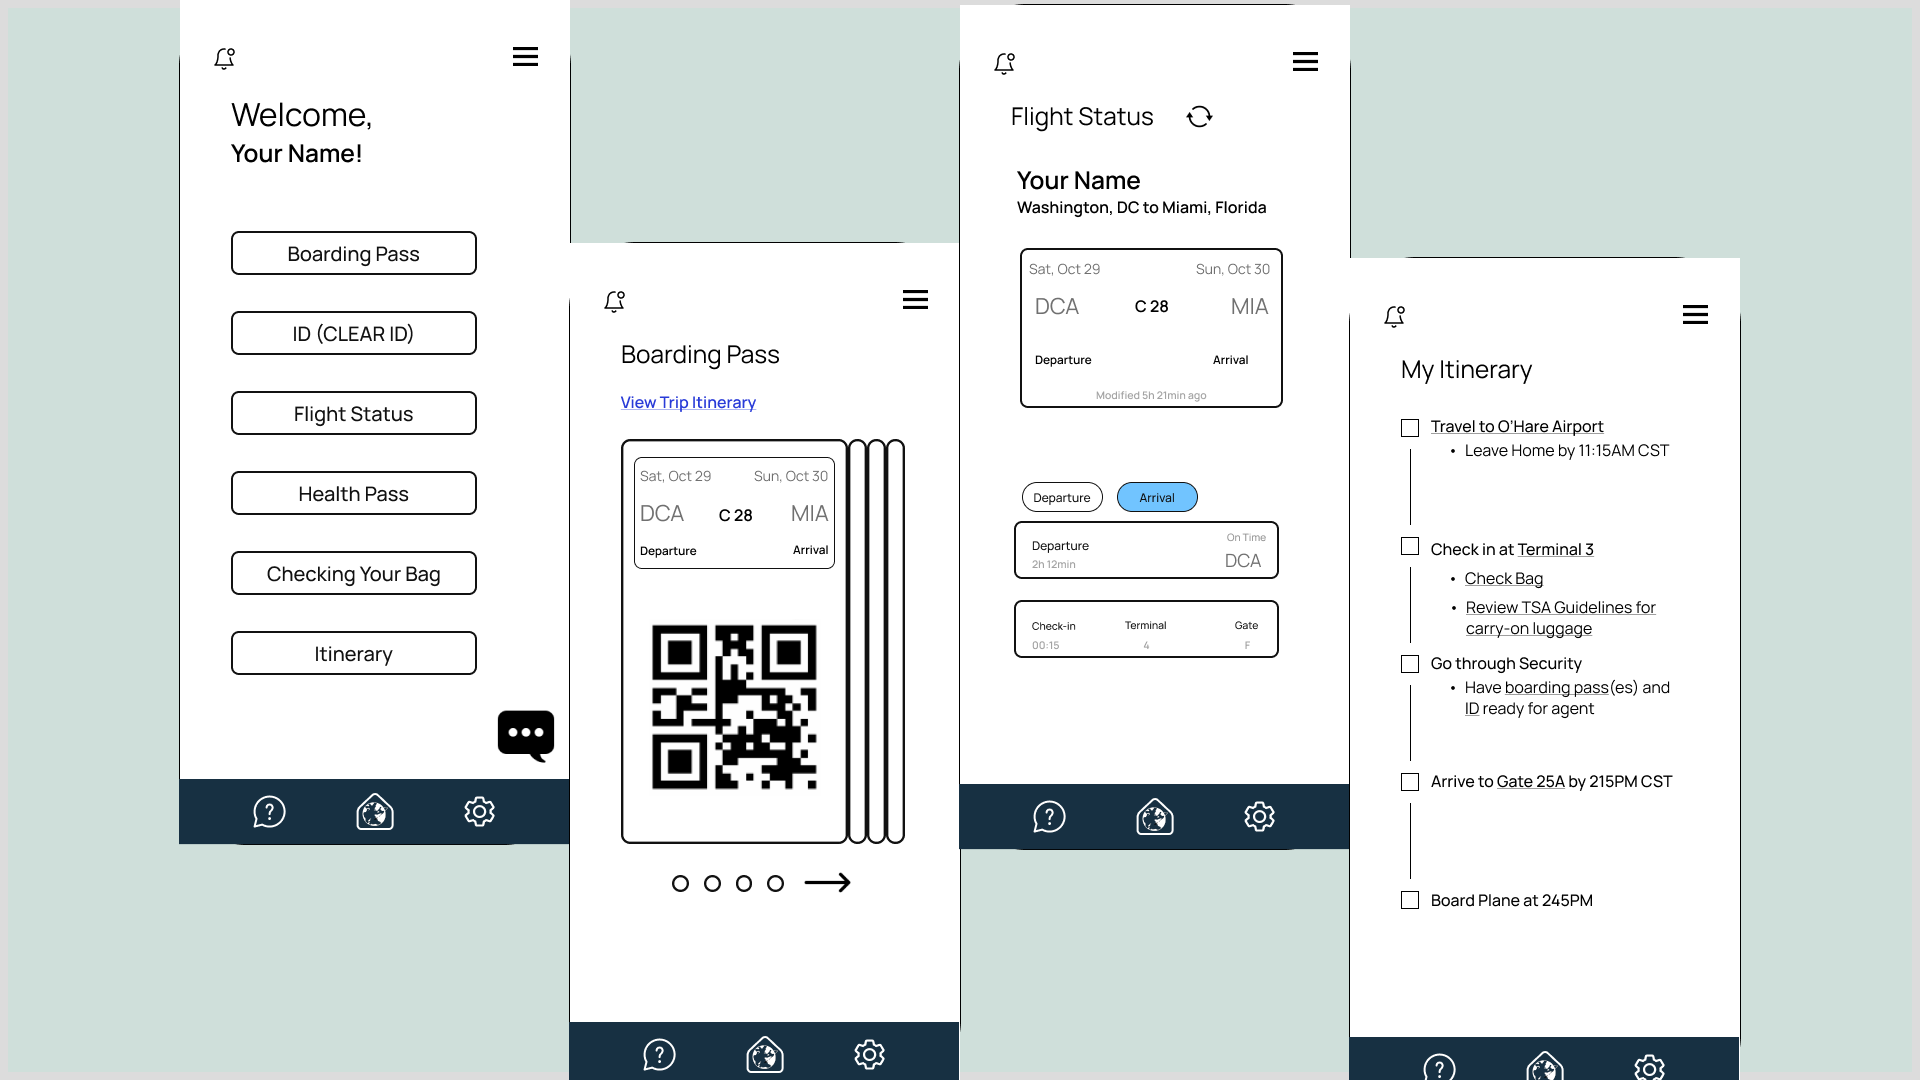 Welcome,
Your Name!
Boarding Pass
ID (CLEAR ID)
Flight Status
Health Pass
Checking Your Bag
Itinerary
?
Boarding Pass
View Trip Itinerary
Sat, Oct 29
Sun, Oct 30
DCA
C 28
MIA
Departure
Arrival
?
Flight Status
Your Name
Washington, DC to Miami, Florida
Sat, Oct 29
Sun, Oct 30
DCA
C 28
MIA
Departure
Arrival
Modified 5h 21min ago
Departure
Arrival
Departure
On Time
2h 12min
DCA
Check-in
Terminal
Gate
00:15
4
F
?
My Itinerary
Travel to O'Hare Airport
• Leave Home by 11:15AM CST
Check in at Terminal 3
• Check Bag
• Review TSA Guidelines for
carry-on luggage
Go through Security
• Have boarding pass(es) and
ID ready for agent
Arrive to Gate 25A by 215PM CST
Board Plane at 245PM
?